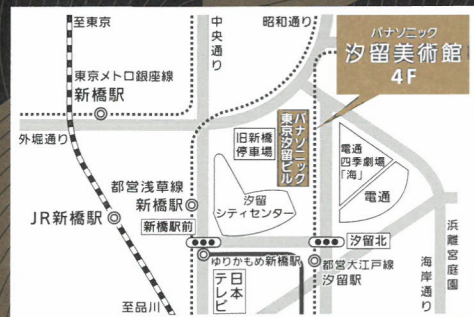 至東京
中央通り
昭和通り
パナソニック
汐留美術館
4F
東京メトロ銀座線
新橋駅
外堀通り
旧新橋
停車場
パナソニック
東京汐留ビル
電通
四季劇場
「海」
電通
都営浅草線
新橋駅
汐留
シティセンター
JR新橋駅
新橋駅前
汐留北
ゆりかもめ新橋駅
都営大江戸線
汐留駅
日本
テレビ
浜離宮庭園
海岸通り
至品川